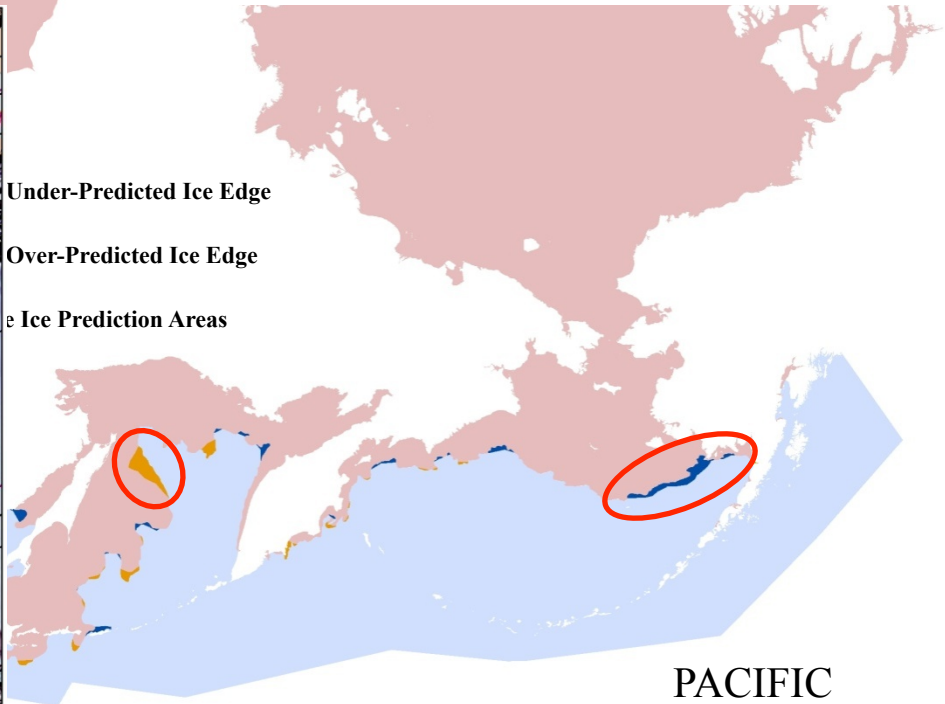 Under-Predicted Ice Edge
Over-Predicted Ice Edge
e Ice Prediction Areas
PACIFIC